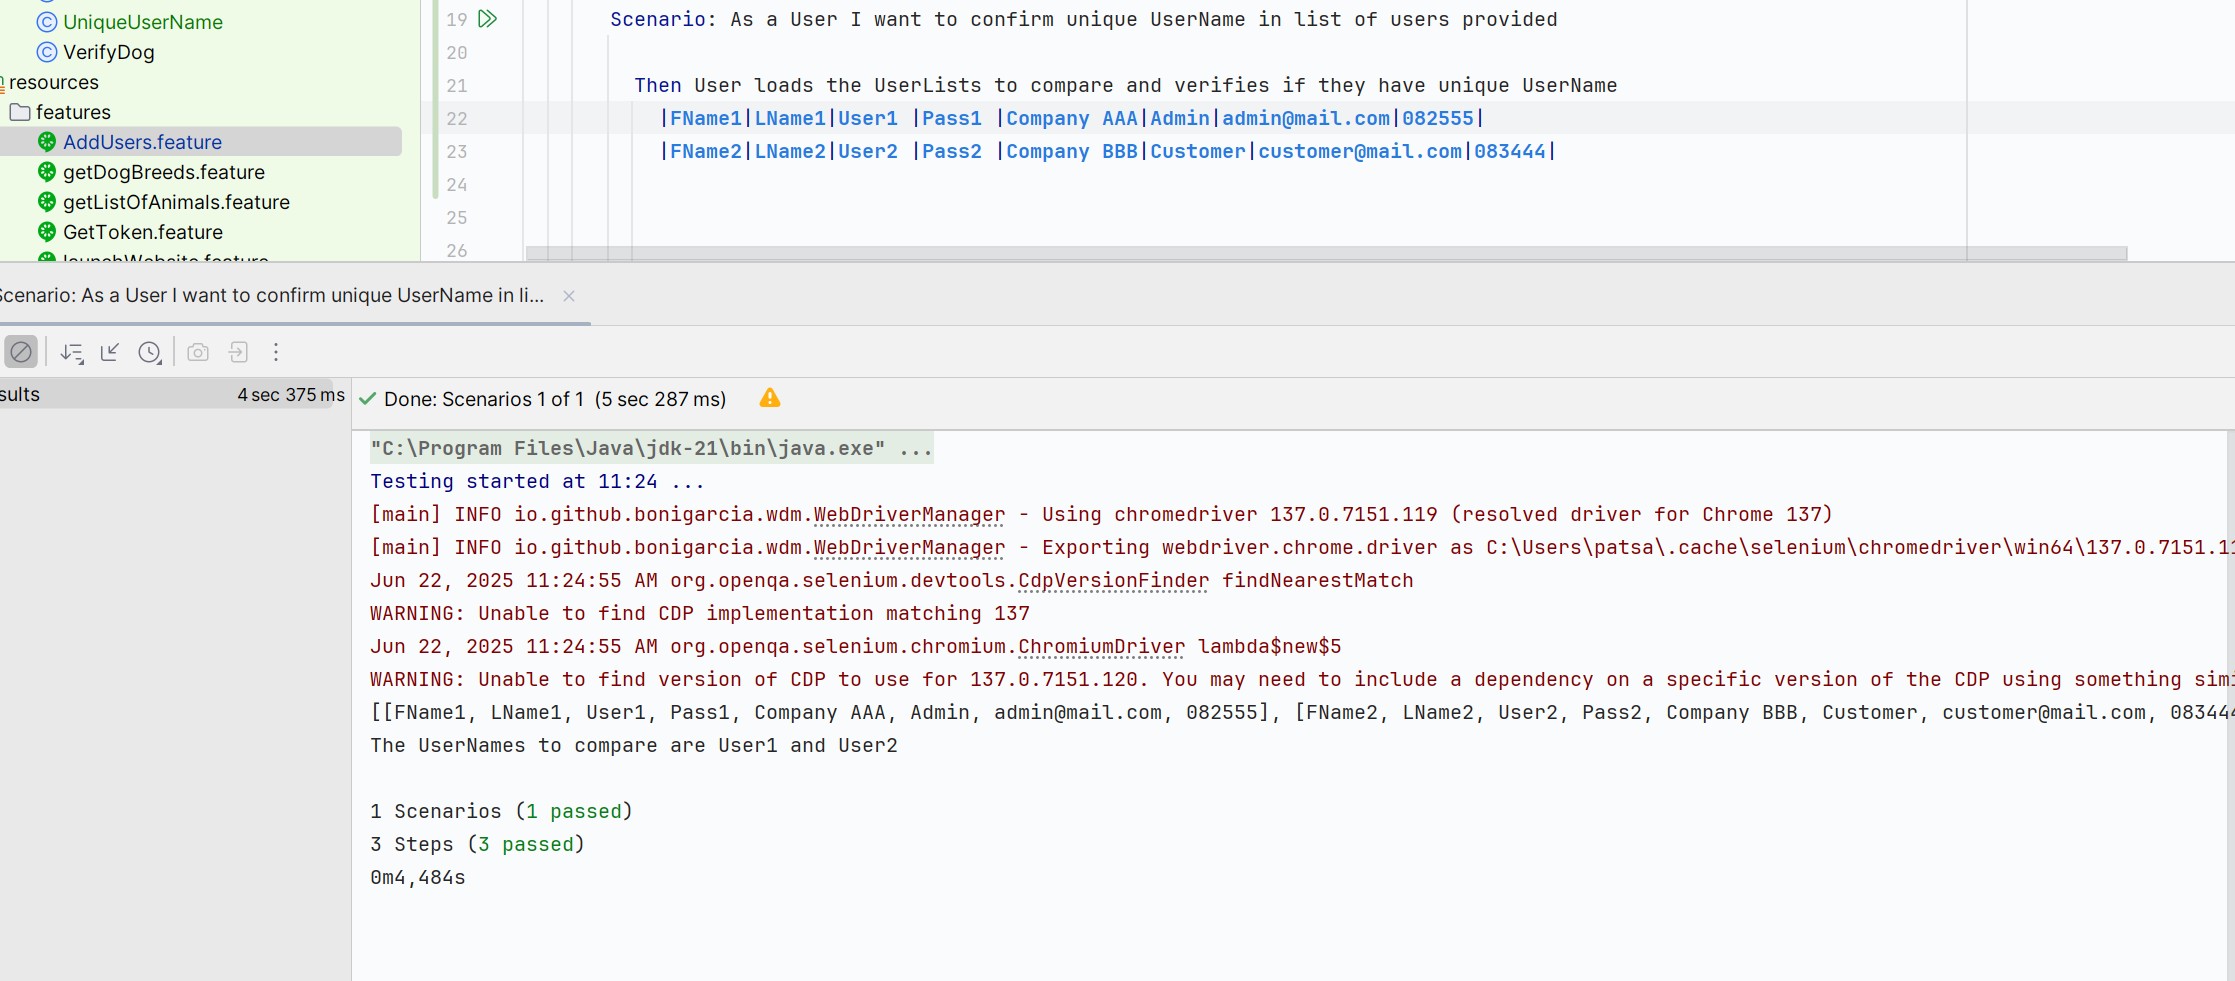 UniqueUserName
VerifyDog
resources
features
AddUsers.feature
getDogBreeds.feature
getListOfAnimals.feature
GetToken.feature
19 Scenario: As a User I want to confirm unique UserName in list of users provided
20
21 Then User loads the UserLists to compare and verifies if they have unique UserName
22 |FName1|LName1|User1 |Pass1 |Company AAA|Admin|admin@mail.com|082555|
23 |FName2|LName2|User2 |Pass2 |Company BBB|Customer|customer@mail.com|083444|
24
25
26
Scenario: As a User I want to confirm unique UserName in li...
4 sec 375 ms
Done: Scenarios 1 of 1 (5 sec 287 ms)
"C:\Program Files\Java\jdk-21\bin\java.exe" ...
Testing started at 11:24 ...
[main] INFO io.github.bonigarcia.wdm.WebDriverManager - Using chromedriver 137.0.7151.119 (resolved driver for Chrome 137)
[main] INFO io.github.bonigarcia.wdm.WebDriverManager - Exporting webdriver.chrome.driver as C:\Users\patsa\.cache\selenium\chromedriver\win64\137.0.7151.11
Jun 22, 2025 11:24:55 AM org.openqa.selenium.devtools.CdpVersionFinder findNearestMatch
WARNING: Unable to find CDP implementation matching 137
Jun 22, 2025 11:24:55 AM org.openqa.selenium.chromium.ChromiumDriver lambda$new$5
WARNING: Unable to find version of CDP to use for 137.0.7151.120. You may need to include a dependency on a specific version of the CDP using something simi
[[FName1, LName1, User1, Pass1, Company AAA, Admin, admin@mail.com, 082555], [FName2, LName2, User2, Pass2, Company BBB, Customer, customer@mail.com, 083444
The UserNames to compare are User1 and User2
1 Scenarios (1 passed)
3 Steps (3 passed)
0m4,484s